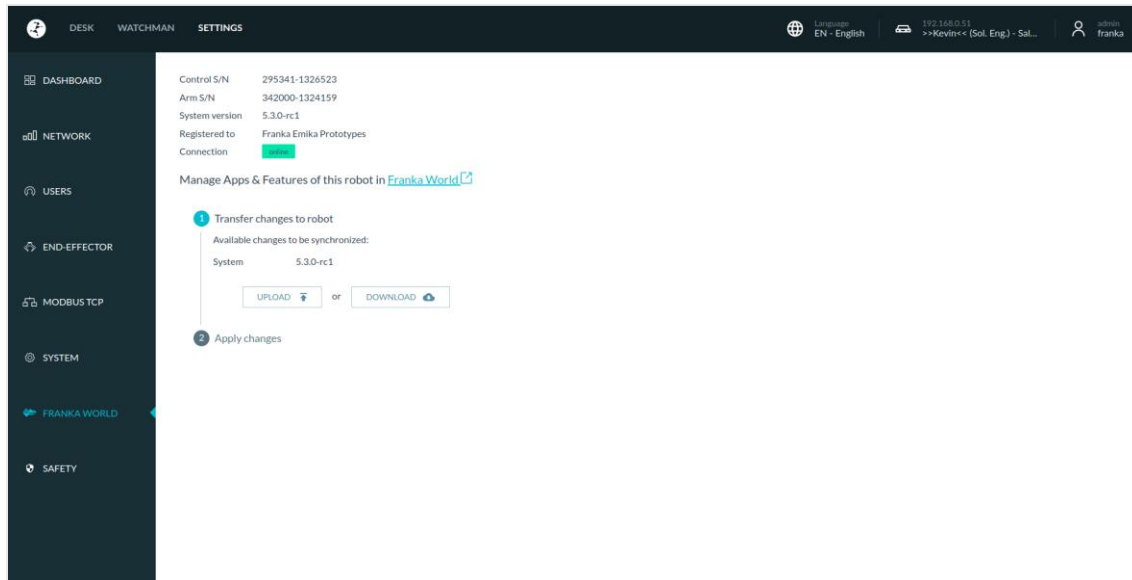 DESK WATCHMAN SETTINGS
Language
EN - English
192.168.0.51
>>Kevin<< (Sol. Eng.) - Sal...
admin
franka
DASHBOARD
NETWORK
USERS
END-EFFECTOR
MODBUS TCP
SYSTEM
FRANKA WORLD
SAFETY
Control S/N 295341-1326523
Arm S/N 342000-1324159
System version 5.3.0-rc1
Registered to Franka Emika Prototypes
Connection online
Manage Apps & Features of this robot in Franka World
1 Transfer changes to robot
Available changes to be synchronized:
System 5.3.0-rc1
UPLOAD or DOWNLOAD
2 Apply changes